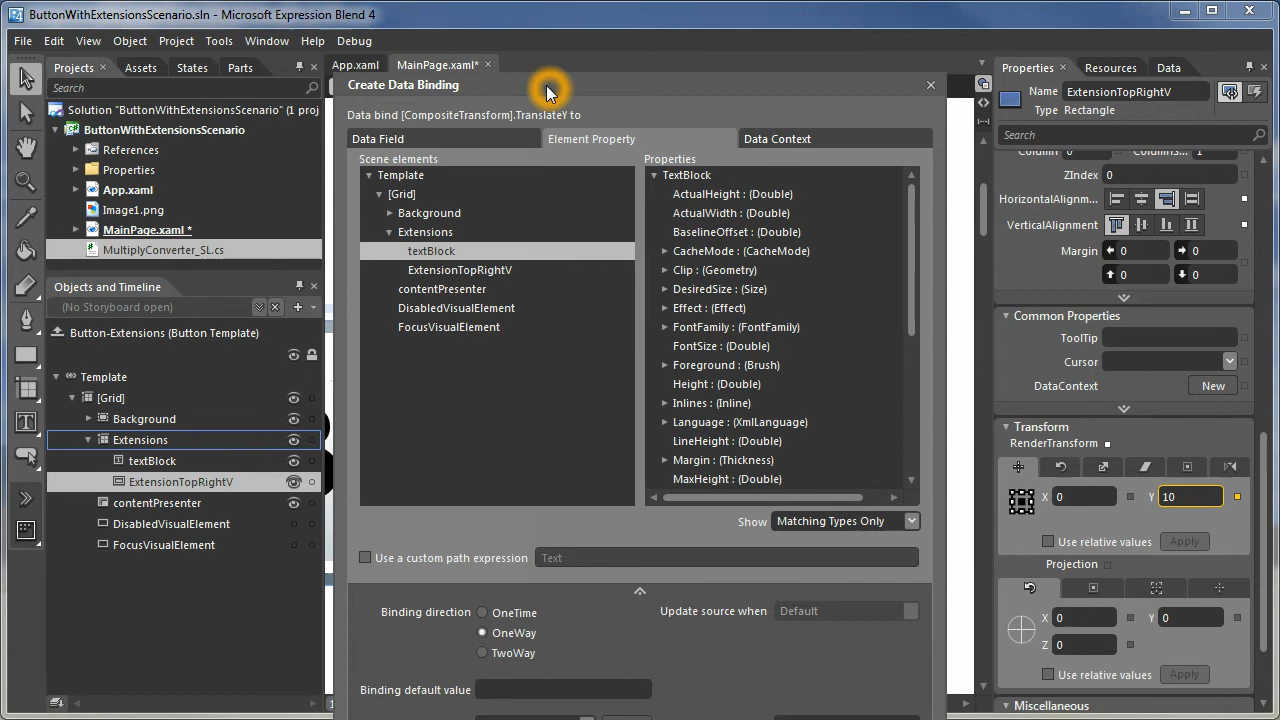 ButtonWithExtensionsScenario.sln - Microsoft Expression Blend 4
File Edit View Object Project Tools Window Help Debug
Projects Assets States Parts
Search
Solution "ButtonWithExtensionsScenario" (1 proj
ButtonWithExtensionsScenario
References
Properties
App.xaml
Image1.png
MainPage.xaml *
MultiplyConverter_SL.cs
Objects and Timeline
(No Storyboard open)
Button-Extensions (Button Template)
Template
[Grid]
Background
Extensions
textBlock
ExtensionTopRightV
contentPresenter
DisabledVisualElement
FocusVisualElement
App.xaml MainPage.xaml*
Create Data Binding
Data bind [CompositeTransform].TranslateY to
Data Field Element Property Data Context
Scene elements
Template
[Grid]
Background
Extensions
textBlock
ExtensionTopRightV
contentPresenter
DisabledVisualElement
FocusVisualElement
Properties
TextBlock
ActualHeight : (Double)
ActualWidth : (Double)
BaselineOffset : (Double)
CacheMode : (CacheMode)
Clip : (Geometry)
DesiredSize : (Size)
Effect : (Effect)
FontFamily : (FontFamily)
FontSize : (Double)
Foreground : (Brush)
Height : (Double)
Inlines : (Inline)
Language : (XmlLanguage)
LineHeight : (Double)
Margin : (Thickness)
MaxHeight : (Double)
Show Matching Types Only
Use a custom path expression Text
Binding direction OneTime
OneWay
TwoWay
Update source when Default
Binding default value
Properties Resources Data
Name ExtensionTopRightV
Type Rectangle
Search
ZIndex 0
HorizontalAlignm...
VerticalAlignment
Margin 0 0
0 0
Common Properties
ToolTip
Cursor
DataContext New
Transform
RenderTransform
X 0 Y 10
Use relative values Apply
Projection
X 0 Y 0
Z 0
Use relative values Apply
Miscellaneous